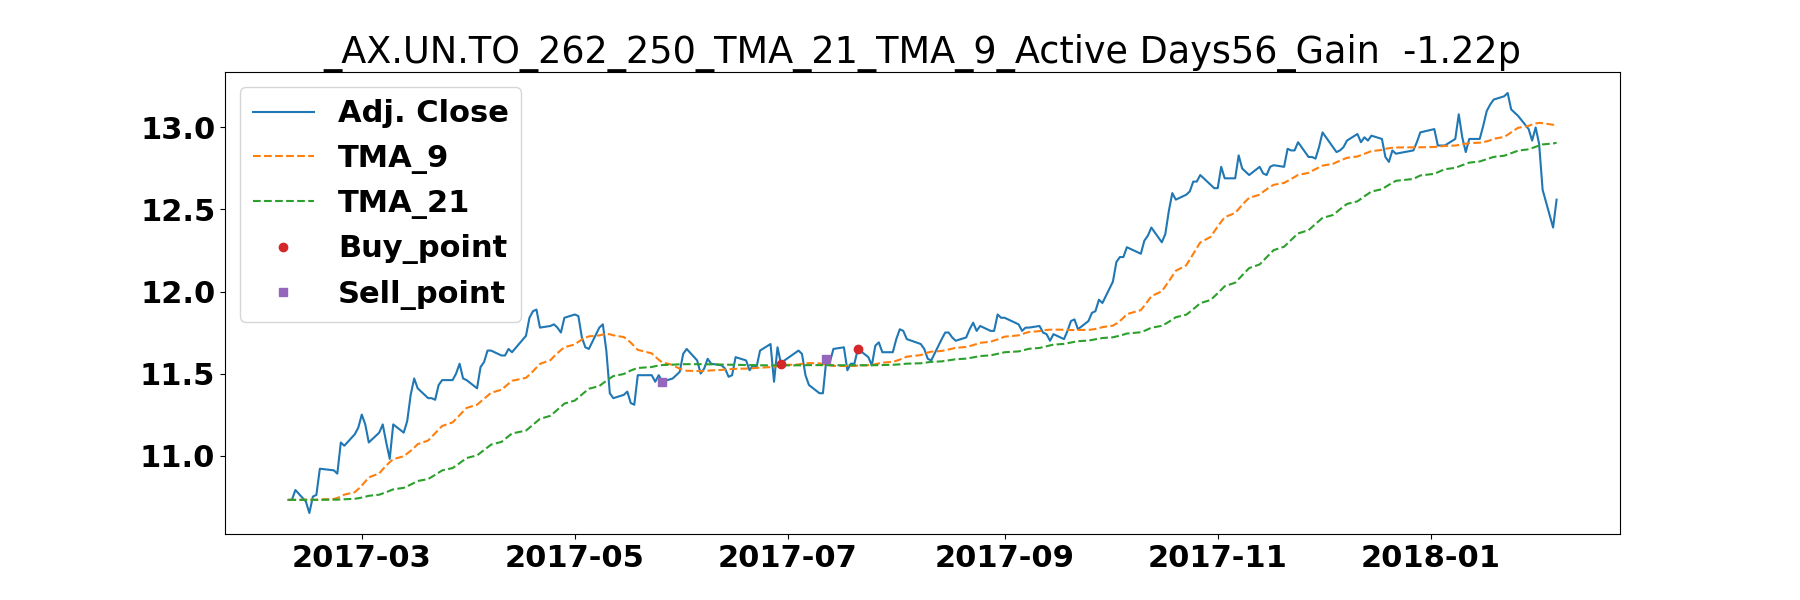 _AX.UN.TO_262_250_TMA_21_TMA_9_Active Days56_Gain  -1.22p
Adj. Close
TMA_9
TMA_21
Buy_point
Sell_point
13.0
12.5
12.0
11.5
11.0
2017-03
2017-05
2017-07
2017-09
2017-11
2018-01